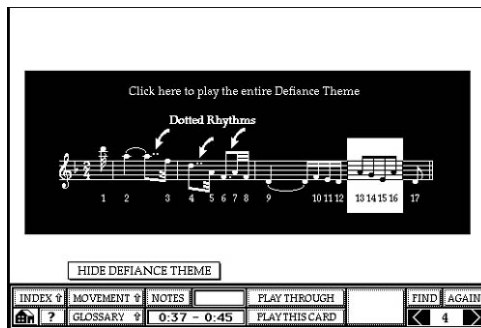 Click here to play the entire Defiance Theme
Dotted Rhythms
1 2 3 4 5 6 7 8 9 10 11 12 13 14 15 16 17
HIDE DEFIANCE THEME
INDEX ⇧ MOVEMENT ⇧ NOTES PLAY THROUGH FIND AGAIN
? GLOSSARY ⇧ 0:37 - 0:45 PLAY THIS CARD 4